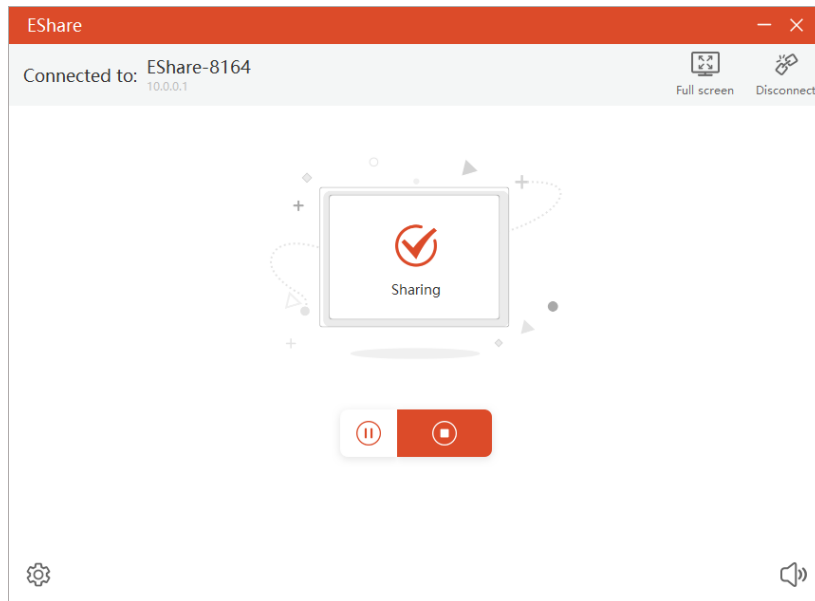 EShare
Connected to: EShare-8164
10.0.0.1
Full screen
Disconnect
Sharing